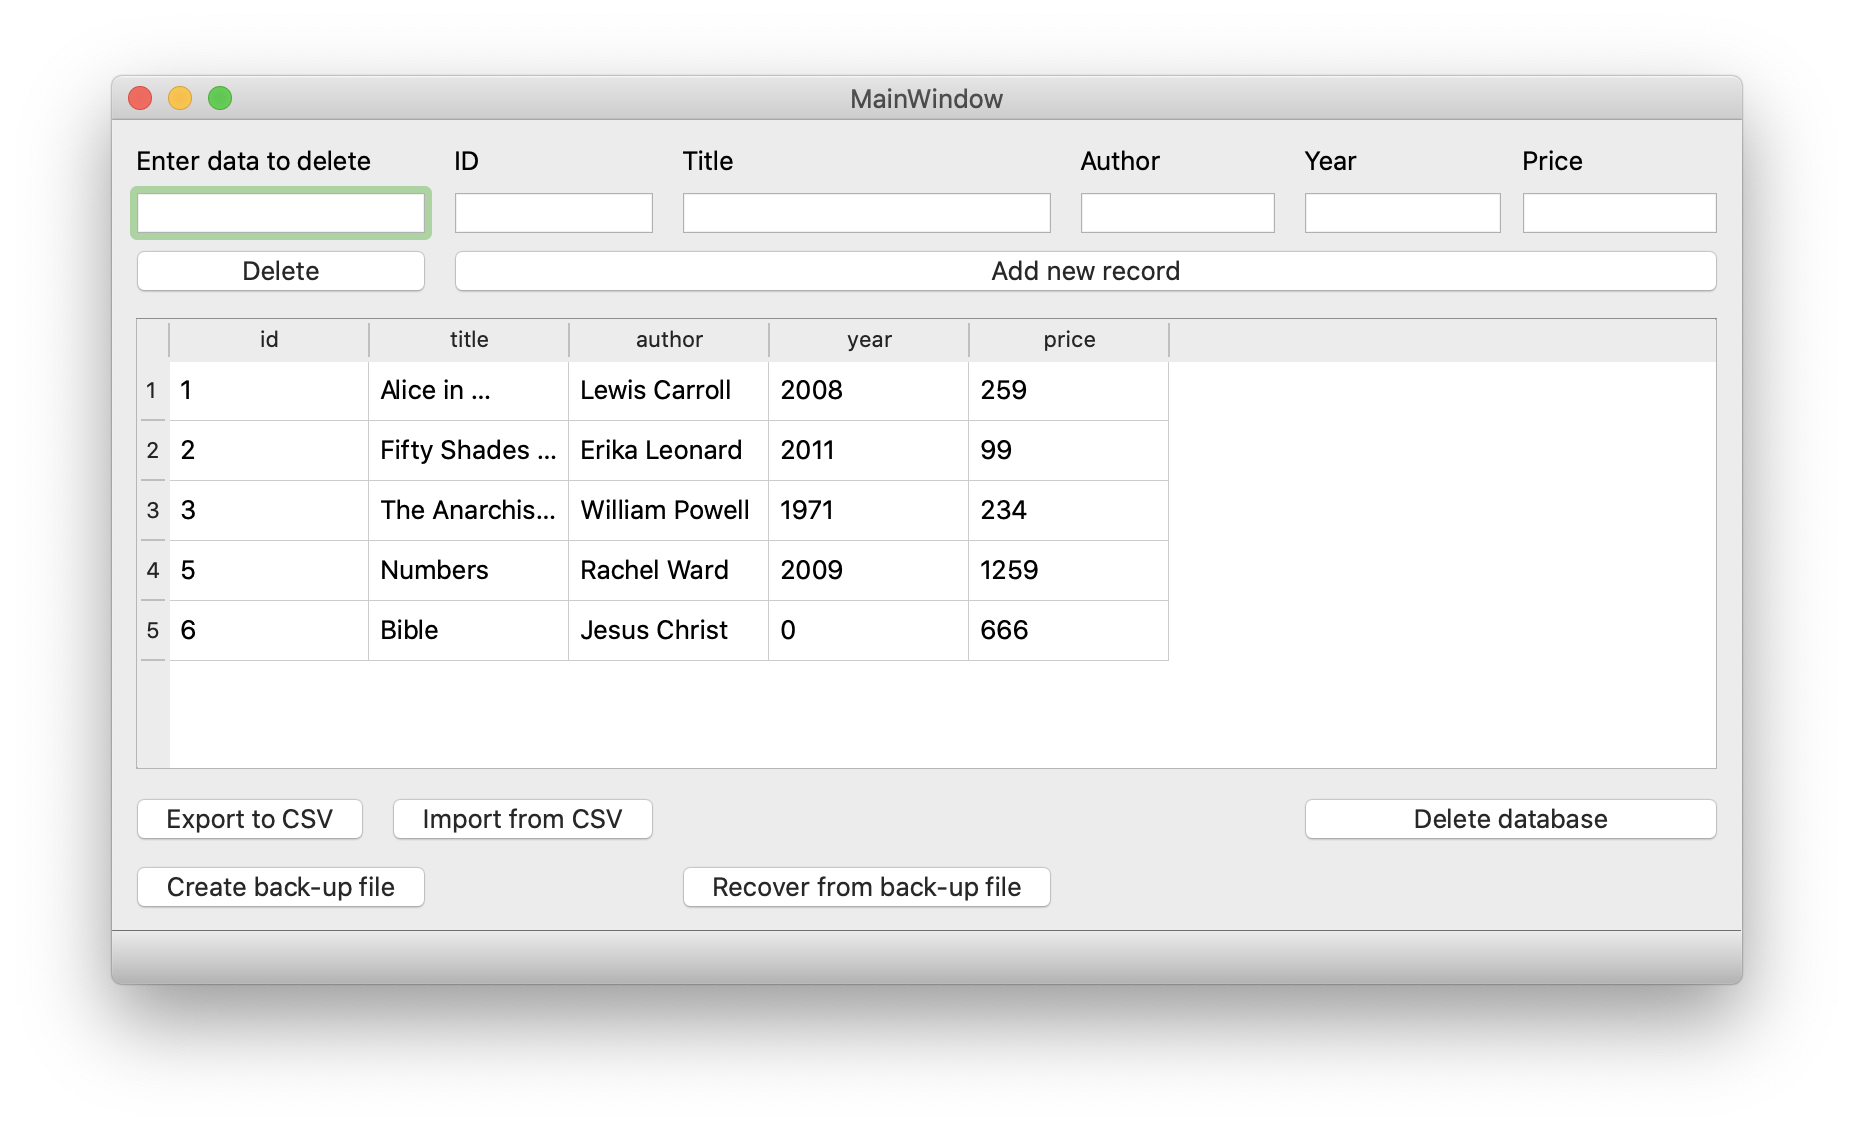 MainWindow
Enter data to delete ID Title Author Year Price
Delete Add new record
id title author year price
1 1 Alice in ... Lewis Carroll 2008 259
2 2 Fifty Shades ... Erika Leonard 2011 99
3 3 The Anarchis... William Powell 1971 234
4 5 Numbers Rachel Ward 2009 1259
5 6 Bible Jesus Christ 0 666
Export to CSV Import from CSV Delete database
Create back-up file Recover from back-up file